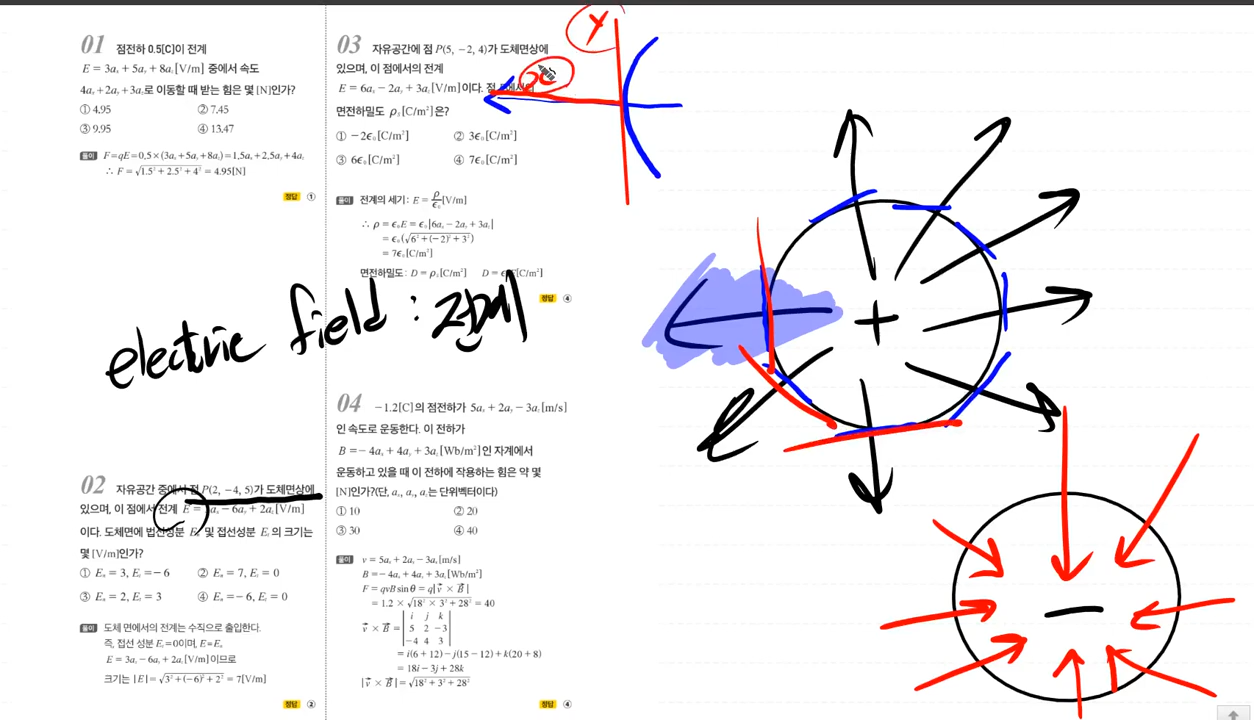 01 점전하 0.5[C]이 전계
E=3aₓ+5aᵧ+8a_z[V/m] 중에서 속도
4aₓ+2aᵧ+3a_z로 이동할 때 받는 힘은 몇 [N]인가?
① 4.95 ② 7.45
③ 9.95 ④ 13.47
풀이 F=qE=0.5×(3aₓ+5aᵧ+8a_z)=1.5aₓ+2.5aᵧ+4a_z
∴ F=√1.5²+2.5²+4²=4.95[N]
정답 ①
02 자유공간 중에서 점 P(2, -4, 5)가 도체면상에
있으며, 이 점에서 전계 E= aₓ-6aᵧ+2a_z[V/m]
이다. 도체면에 법선성분 Eₙ 및 접선성분 Eₜ의 크기는
몇 [V/m]인가?
① Eₙ=3, Eₜ=-6 ② Eₙ=7, Eₜ=0
③ Eₙ=2, Eₜ=3 ④ Eₙ=-6, Eₜ=0
풀이 도체 면에서의 전계는 수직으로 출입한다.
즉, 접선 성분 Eₜ=0이며, E=Eₙ
E=3aₓ-6aᵧ+2a_z[V/m]이므로
크기는 |E|=√3²+(-6)²+2²=7[V/m]
정답 ②
03 자유공간에 점 P(5, -2, 4)가 도체면상에
있으며, 이 점에서의 전계
E=6aₓ-2aᵧ+3a_z[V/m]이다. 점
면전하밀도 ρₛ[C/m²]은?
① -2ϵ₀[C/m²] ② 3ϵ₀[C/m²]
③ 6ϵ₀[C/m²] ④ 7ϵ₀[C/m²]
풀이 전계의 세기: E=ρ/ϵ₀[V/m]
∴ ρ=ϵ₀E=ϵ₀|6aₓ-2aᵧ+3a_z|
=ϵ₀(√6²+(-2)²+3²)
=7ϵ₀[C/m²]
면전하밀도: D=ρₛ[C/m²] D=ϵ [C/m²]
정답 ④
04 -1.2[C]의 점전하가 5aₓ+2aᵧ-3a_z[m/s]
인 속도로 운동한다. 이 전하가
B=-4aₓ+4aᵧ+3a_z[Wb/m²]인 자계에서
운동하고 있을 때 이 전하에 작용하는 힘은 약 몇
[N]인가?(단, aₓ, aᵧ, a_z는 단위벡터이다)
① 10 ② 20
③ 30 ④ 40
풀이 v=5aₓ+2aᵧ-3a_z[m/s]
B=-4aₓ+4aᵧ+3a_z[Wb/m²]
F=qvB sin θ=q|v⃗×B⃗|
=1.2×√18²×3²+28²=40
v⃗×B⃗=
i j k
5 2 -3
-4 4 3
=i(6+12)-j(15-12)+k(20+8)
=18i-3j+28k
|v⃗×B⃗|=√18²+3²+28²
정답 ④
electric field : 전계
Y
x
+
−